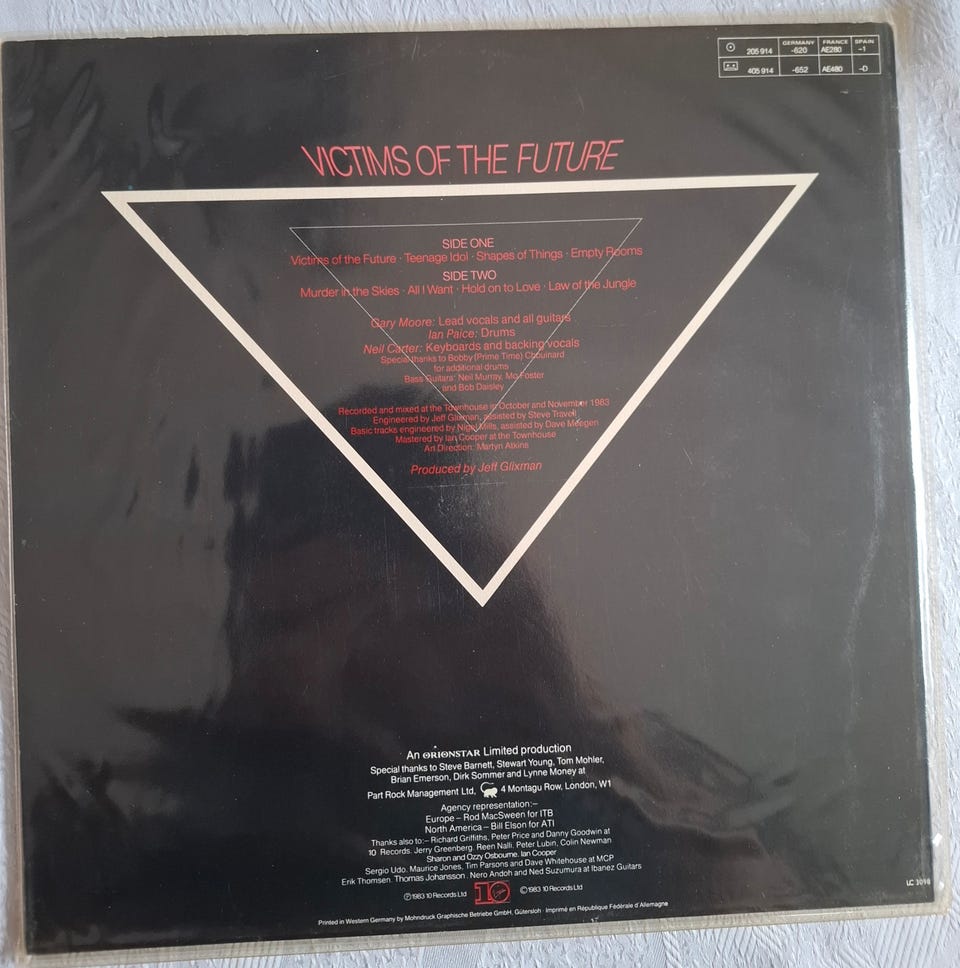 GERMANY FRANCE SPAIN
205 914 -620 AE280 -1
405 914 -652 AE480 -D
VICTIMS OF THE FUTURE
SIDE ONE
Victims of the Future · Teenage Idol · Shapes of Things · Empty Rooms
SIDE TWO
Murder in the Skies · All I Want · Hold on to Love · Law of the Jungle
Gary Moore: Lead vocals and all guitars
Ian Paice: Drums
Neil Carter: Keyboards and backing vocals
Special thanks to Bobby (Prime Time) Chouinard
for additional drums
Bass Guitars: Neil Murray, Mo Foster
and Bob Daisley
Recorded and mixed at the Townhouse in October and November 1983
Engineered by Jeff Glixman, assisted by Steve Travell
Basic tracks engineered by Nigel Mills, assisted by Dave Meegen
Mastered by Ian Cooper at the Townhouse
Art Direction: Martyn Atkins
Produced by Jeff Glixman
An ORIONSTAR Limited production
Special thanks to Steve Barnett, Stewart Young, Tom Mohler,
Brian Emerson, Dirk Sommer and Lynne Money at
Part Rock Management Ltd, 4 Montagu Row, London, W1
Agency representation:–
Europe – Rod MacSween for ITB
North America – Bill Elson for ATI
Thanks also to:– Richard Griffiths, Peter Price and Danny Goodwin at
10 Records. Jerry Greenberg. Reen Nalli. Peter Lubin, Colin Newman
Sharon and Ozzy Osbourne. Ian Cooper
Sergio Udo. Maurice Jones, Tim Parsons and Dave Whitehouse at MCP
Erik Thomsen. Thomas Johansson. Nero Andoh and Ned Suzumura at Ibanez Guitars
℗1983 10 Records Ltd 10 Virgin ©1983 10 Records Ltd
LC 3098
Printed in Western Germany by Mohndruck Graphische Betriebe GmbH, Gütersloh · Imprimé en République Fédérale d'Allemagne